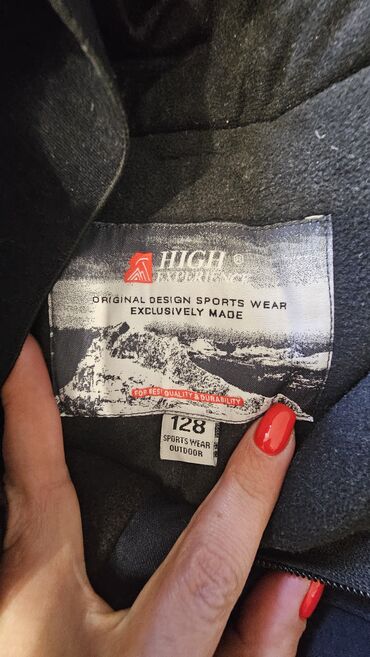 HIGH ®
EXPERIENCE
ORIGINAL DESIGN SPORTS WEAR
EXCLUSIVELY MADE
FOR BEST QUALITY & DURABILITY
128
SPORTS WEAR
OUTDOOR